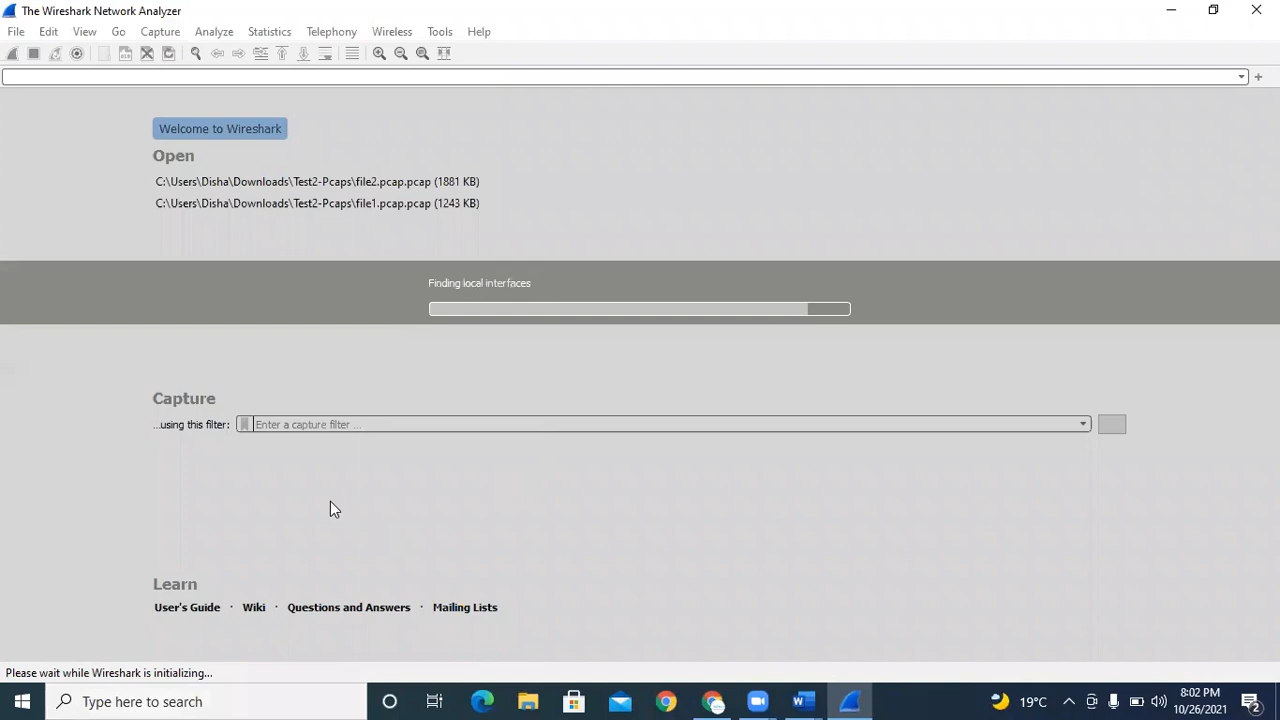 The Wireshark Network Analyzer
File Edit View Go Capture Analyze Statistics Telephony Wireless Tools Help
Welcome to Wireshark
Open
C:\Users\Disha\Downloads\Test2-Pcaps\file2.pcap.pcap (1881 KB)
C:\Users\Disha\Downloads\Test2-Pcaps\file1.pcap.pcap (1243 KB)
Finding local interfaces
Capture
...using this filter: Enter a capture filter ...
Learn
User's Guide · Wiki · Questions and Answers · Mailing Lists
Please wait while Wireshark is initializing...
Type here to search
19°C
8:02 PM
10/26/2021
2